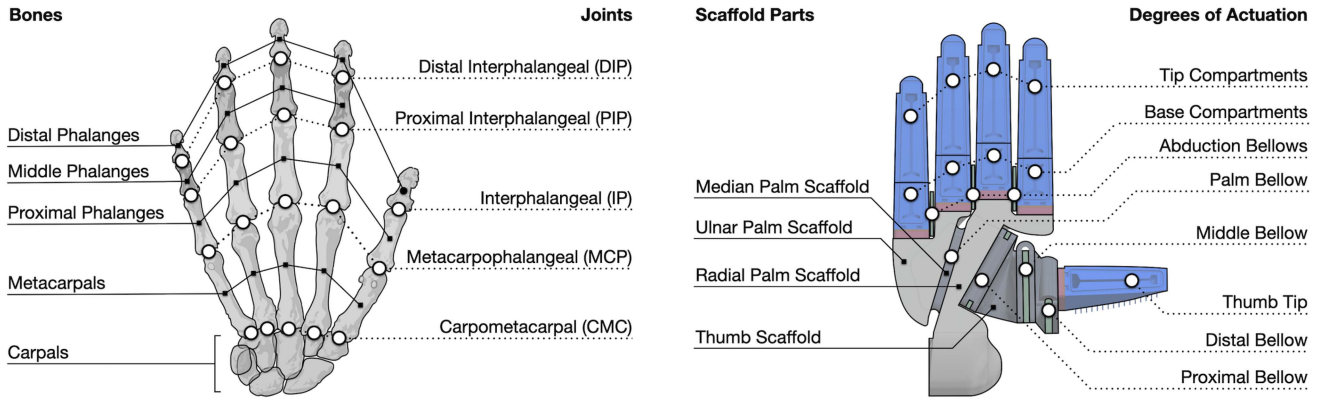 Bones
Joints
Distal Interphalangeal (DIP)
Proximal Interphalangeal (PIP)
Distal Phalanges
Middle Phalanges
Interphalangeal (IP)
Proximal Phalanges
Metacarpophalangeal (MCP)
Metacarpals
Carpometacarpal (CMC)
Carpals
Scaffold Parts
Degrees of Actuation
Tip Compartments
Base Compartments
Abduction Bellows
Median Palm Scaffold
Palm Bellow
Ulnar Palm Scaffold
Middle Bellow
Radial Palm Scaffold
Thumb Tip
Thumb Scaffold
Distal Bellow
Proximal Bellow